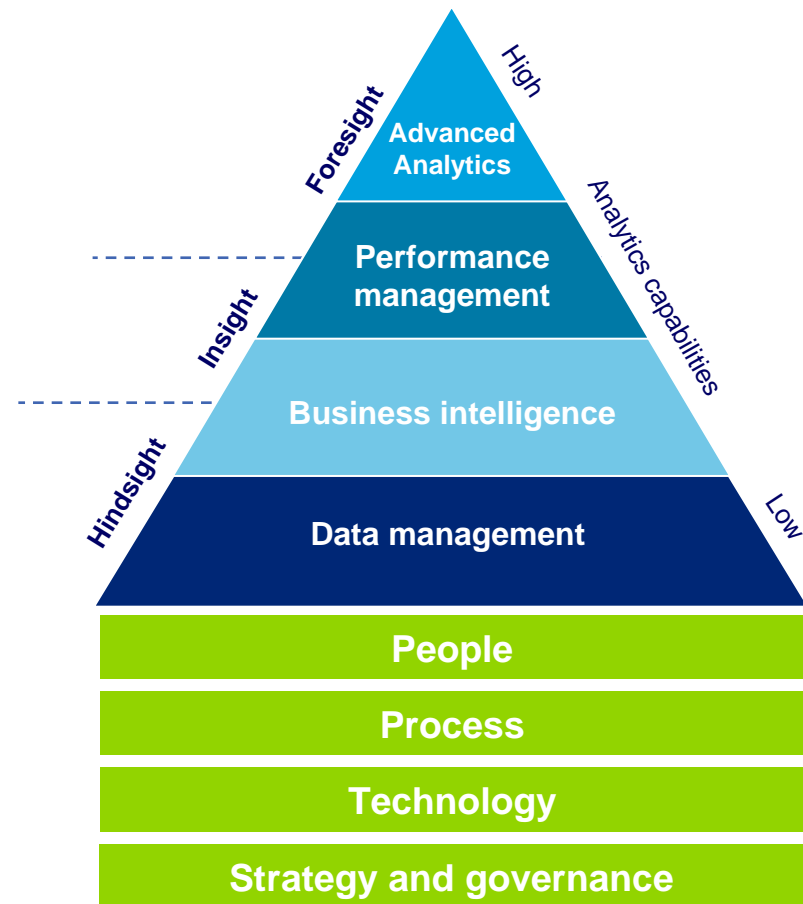 High
Foresight
Advanced
Analytics
Analytics capabilities
Performance
management
Insight
Business intelligence
Hindsight
Low
Data management
People
Process
Technology
Strategy and governance